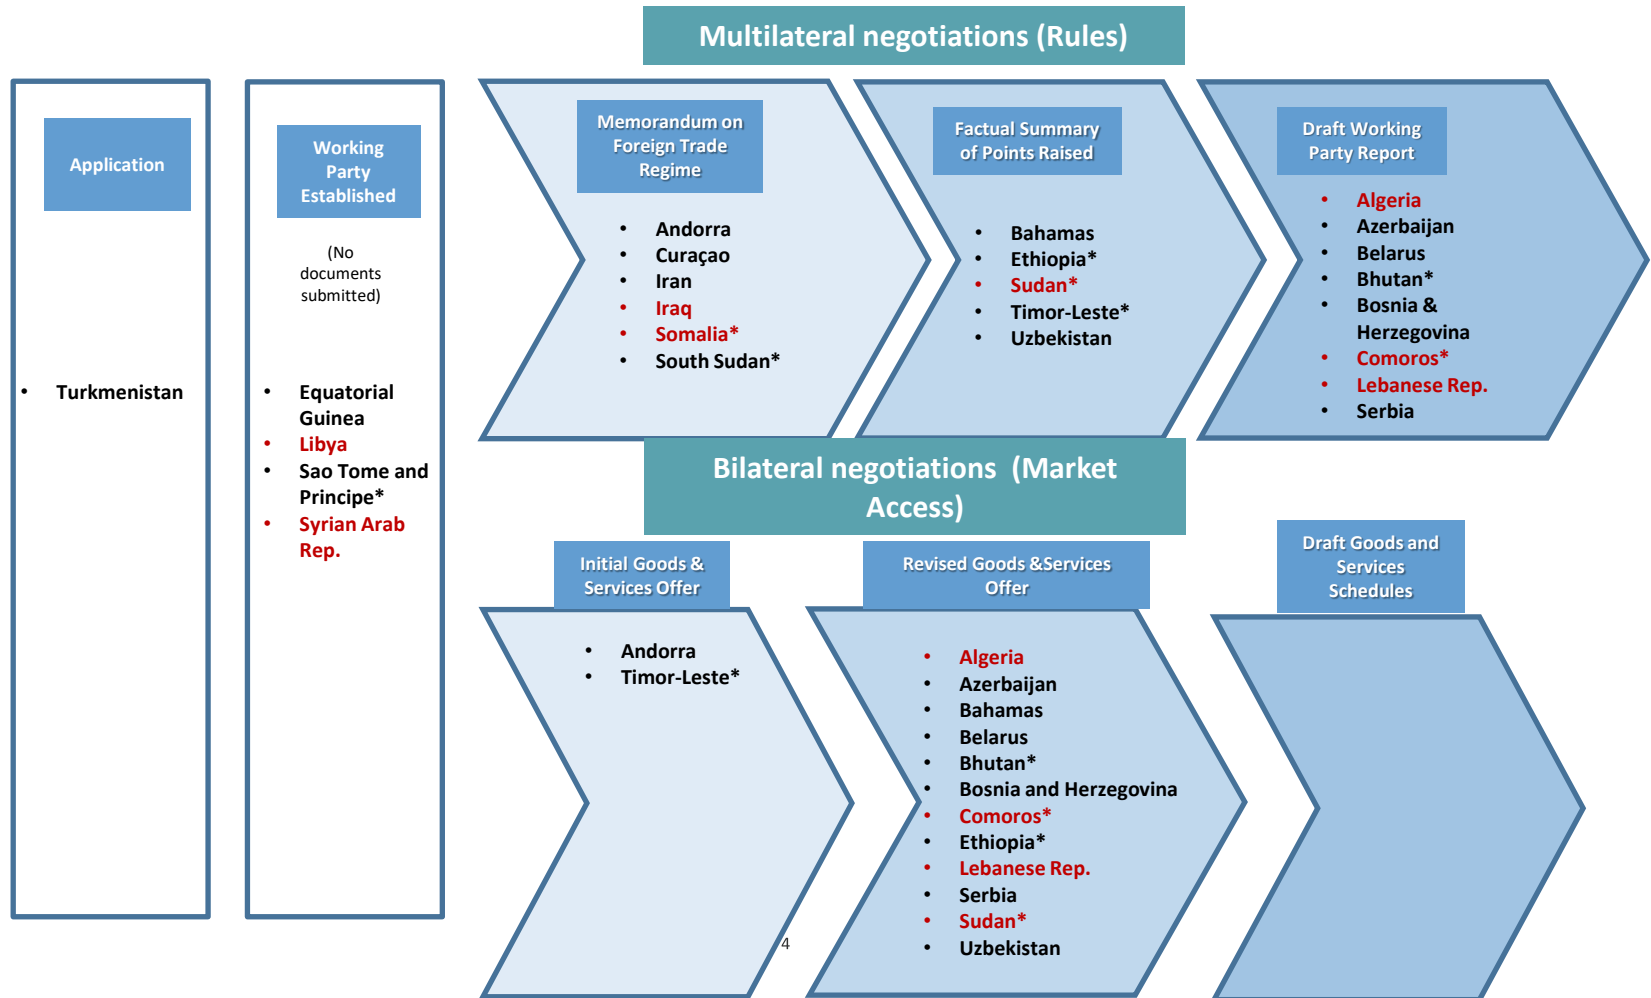 Multilateral negotiations (Rules)
Application
• Turkmenistan
Working
Party
Established
(No
documents
submitted)
• Equatorial
Guinea
• Libya
• Sao Tome and
Principe*
• Syrian Arab
Rep.
Memorandum on
Foreign Trade
Regime
• Andorra
• Curaçao
• Iran
• Iraq
• Somalia*
• South Sudan*
Factual Summary
of Points Raised
• Bahamas
• Ethiopia*
• Sudan*
• Timor-Leste*
• Uzbekistan
Draft Working
Party Report
• Algeria
• Azerbaijan
• Belarus
• Bhutan*
• Bosnia &
Herzegovina
• Comoros*
• Lebanese Rep.
• Serbia
Bilateral negotiations (Market
Access)
Initial Goods &
Services Offer
• Andorra
• Timor-Leste*
Revised Goods &Services
Offer
• Algeria
• Azerbaijan
• Bahamas
• Belarus
• Bhutan*
• Bosnia and Herzegovina
• Comoros*
• Ethiopia*
• Lebanese Rep.
• Serbia
• Sudan*
• Uzbekistan
Draft Goods and
Services
Schedules
4